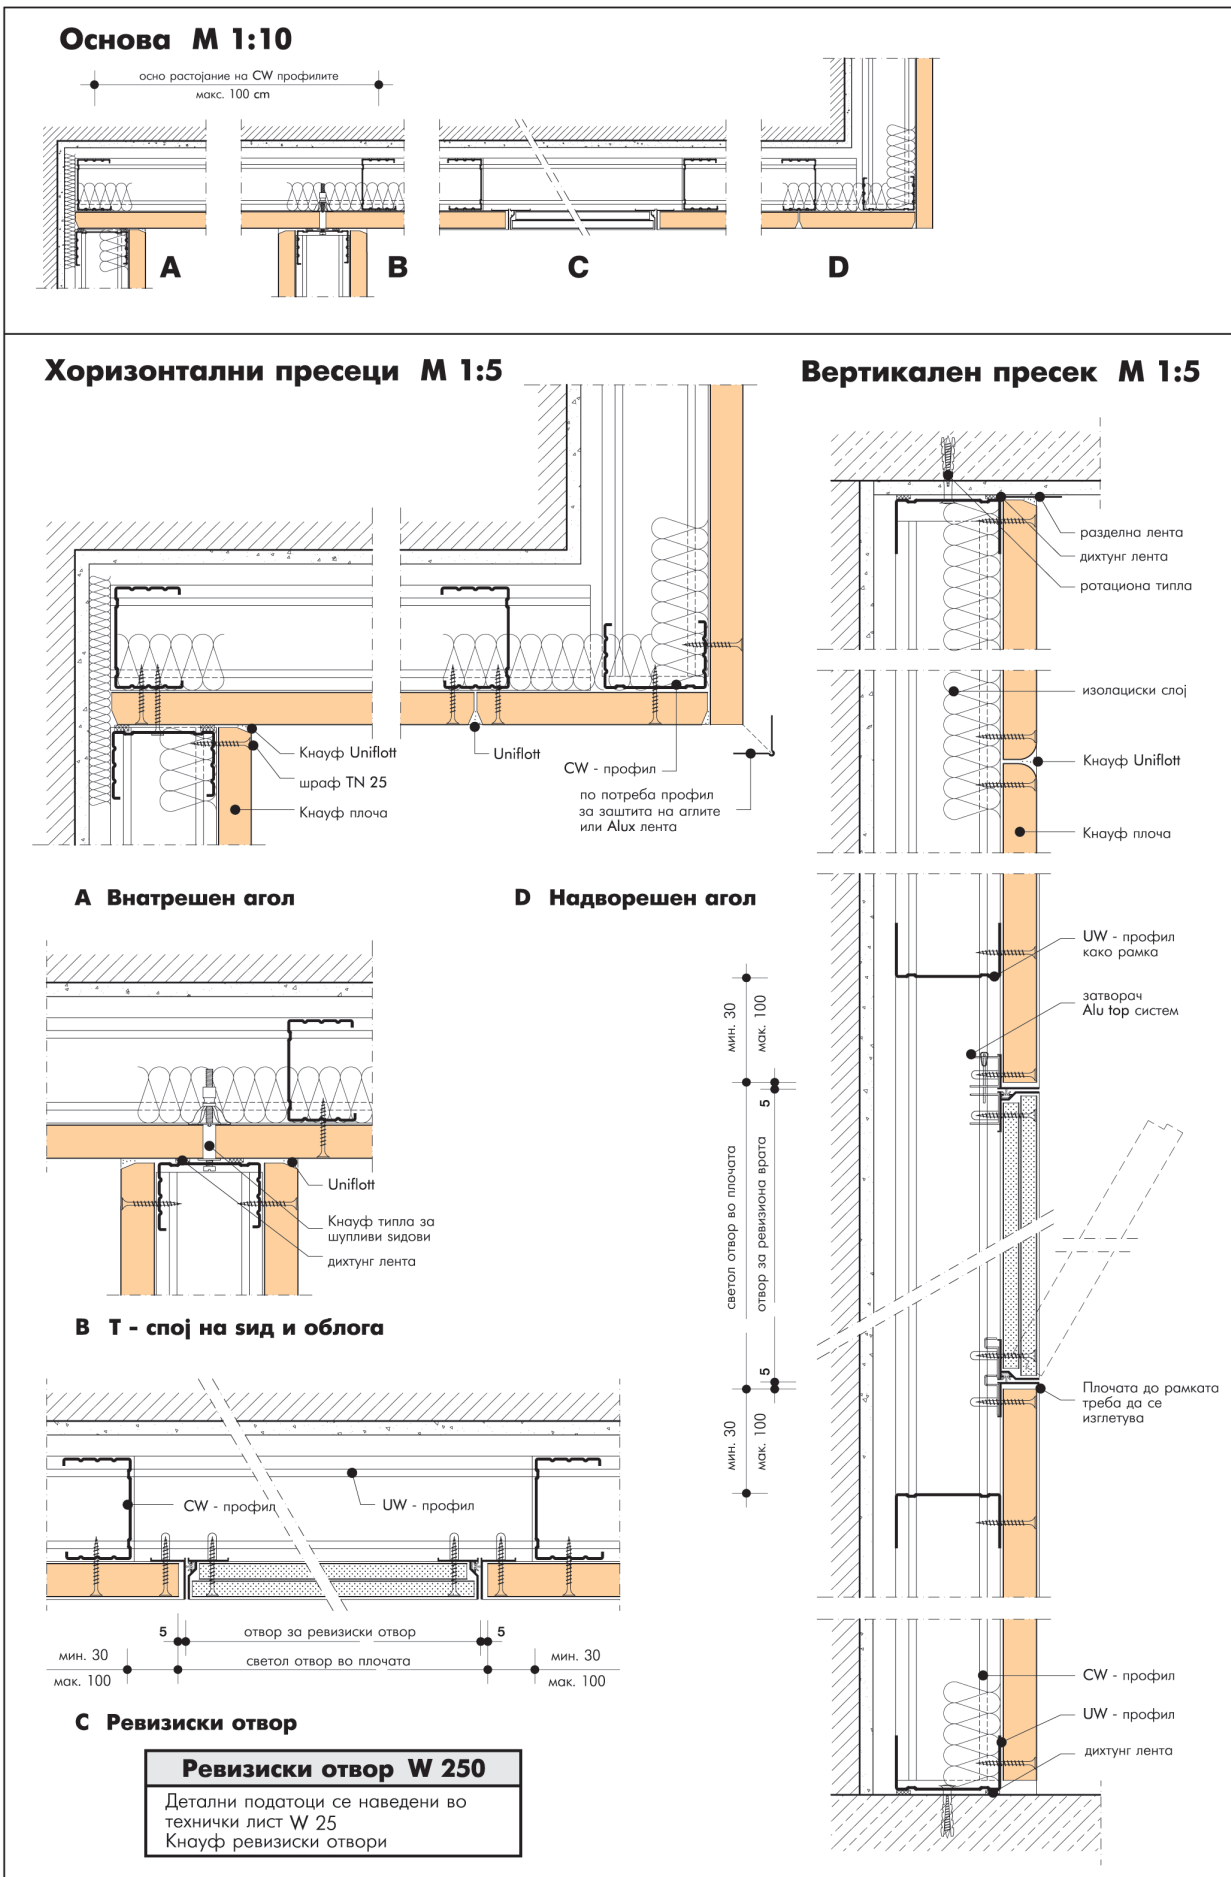 Основа М 1:10
осно растојание на CW профилите
макс. 100 cm
A
B
C
D
Хоризонтални пресеци М 1:5
Вертикален пресек М 1:5
Кнауф Uniflott
шраф TN 25
Кнауф плоча
Uniflott
CW - профил
по потреба профил
за заштита на аглите
или Alux лента
A Внатрешен агол
D Надворешен агол
разделна лента
дихтунг лента
ротациона типла
изолациски слој
Кнауф Uniflott
Кнауф плоча
UW - профил
како рамка
затворач
Alu top систем
мин. 30
мак. 100
5
светол отвор во плочата
отвор за ревизиона врата
5
мин. 30
мак. 100
Плочата до рамката
треба да се
изглетува
CW - профил
UW - профил
дихтунг лента
Uniflott
Кнауф типла за
шупливи ѕидови
дихтунг лента
B Т - спој на ѕид и облога
CW - профил
UW - профил
5 отвор за ревизиски отвор 5
мин. 30 светол отвор во плочата мин. 30
мак. 100 мак. 100
C Ревизиски отвор
Ревизиски отвор W 250
Детални податоци се наведени во
технички лист W 25
Кнауф ревизиски отвори